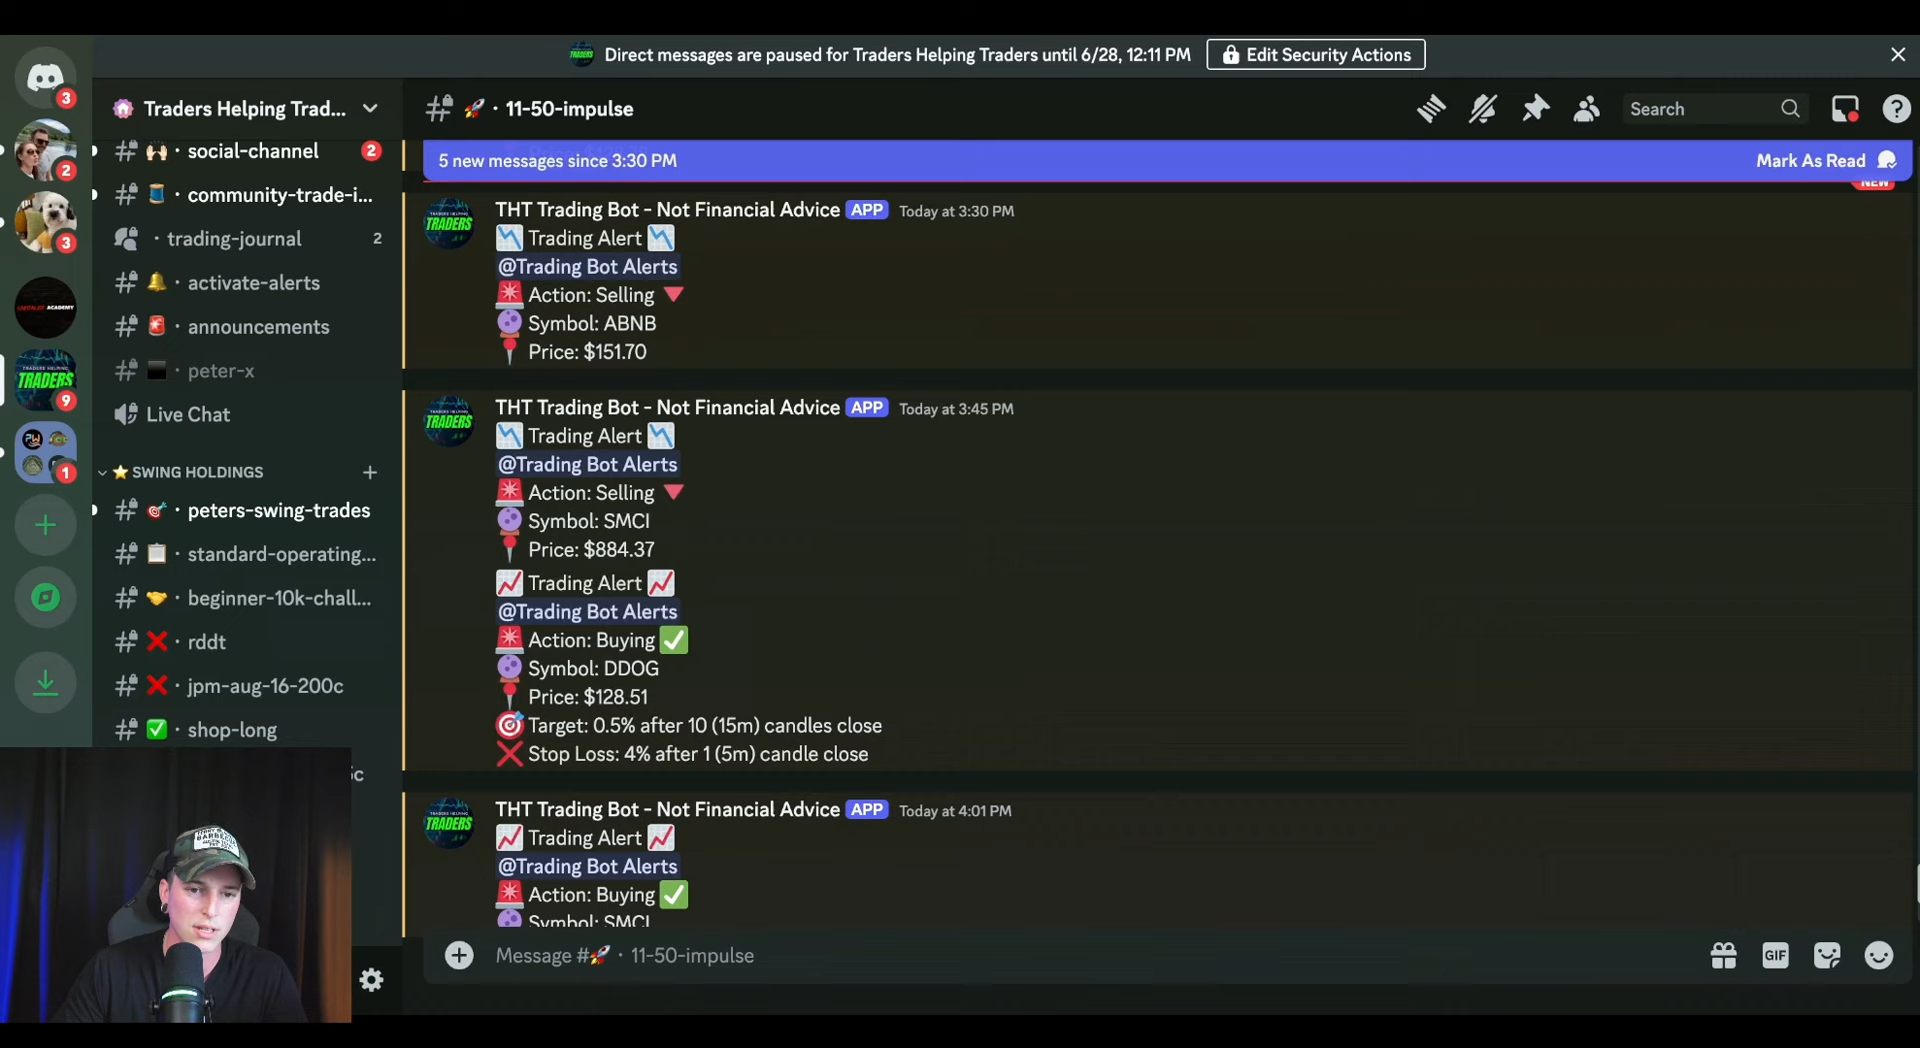 Direct messages are paused for Traders Helping Traders until 6/28, 12:11 PM Edit Security Actions
3
2
3
9
1
Traders Helping Trad...
social-channel 2
community-trade-i...
trading-journal 2
activate-alerts
announcements
peter-x
Live Chat
SWING HOLDINGS
peters-swing-trades
standard-operating...
beginner-10k-chall...
rddt
jpm-aug-16-200c
shop-long
11-50-impulse
Search
5 new messages since 3:30 PM Mark As Read
NEW
THT Trading Bot - Not Financial Advice APP Today at 3:30 PM
Trading Alert
@Trading Bot Alerts
Action: Selling
Symbol: ABNB
Price: $151.70
THT Trading Bot - Not Financial Advice APP Today at 3:45 PM
Trading Alert
@Trading Bot Alerts
Action: Selling
Symbol: SMCI
Price: $884.37
Trading Alert
@Trading Bot Alerts
Action: Buying
Symbol: DDOG
Price: $128.51
Target: 0.5% after 10 (15m) candles close
Stop Loss: 4% after 1 (5m) candle close
THT Trading Bot - Not Financial Advice APP Today at 4:01 PM
Trading Alert
@Trading Bot Alerts
Action: Buying
Symbol: SMCI
Message # · 11-50-impulse
GIF